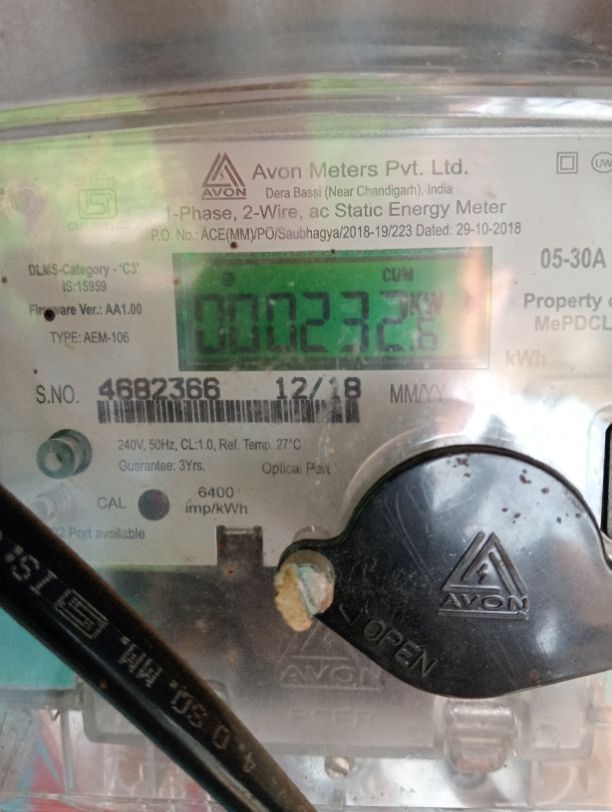 AVON
Avon Meters Pvt. Ltd.
Dera Bassi (Near Chandigarh), India
1-Phase, 2-Wire, ac Static Energy Meter
P.O. No.: ACE(MM)/PO/Saubhagya/2018-19/223 Dated: 29-10-2018
UW
DLMS-Category - 'C3'
IS:15959
Firmware Ver.: AA1.00
TYPE: AEM-106
CUM
000232.6 KW
05-30A
Property
MePDCL
kWh
S.NO. 4682366 12/18 MM/YY
240V, 50Hz, CL:1.0, Ref. Temp. 27°C
Guarantee: 3Yrs. Optical Port
CAL 6400
imp/kWh
Port available
AVON
OPEN
AVON
IS:
4.0 SQ. MM.